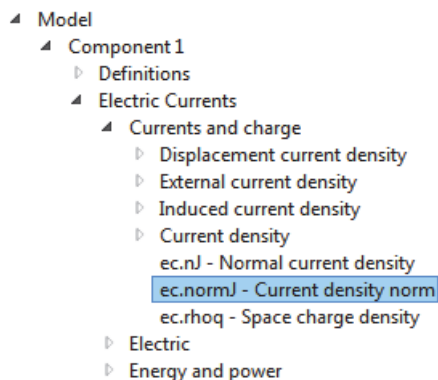 Model
Component 1
Definitions
Electric Currents
Currents and charge
Displacement current density
External current density
Induced current density
Current density
ec.nJ - Normal current density
ec.normJ - Current density norm
ec.rhoq - Space charge density
Electric
Energy and power